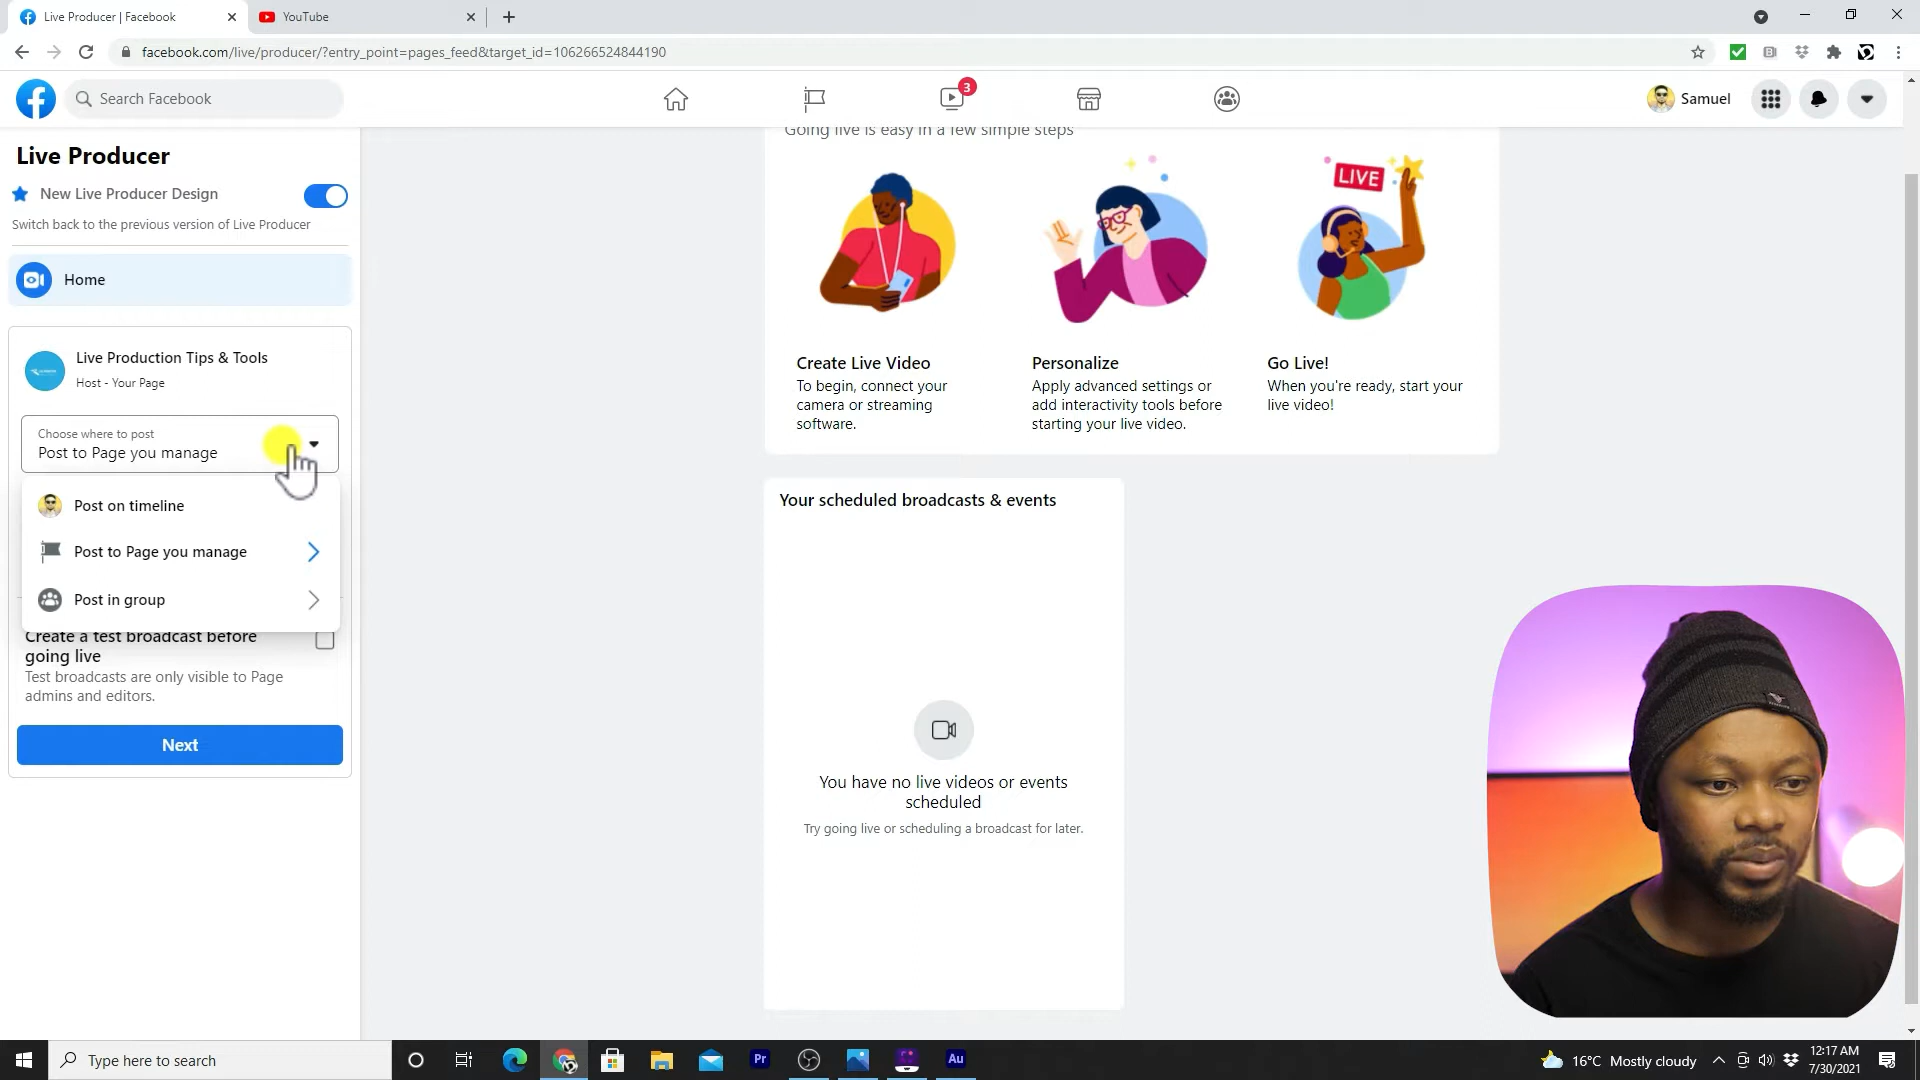 Live Producer | Facebook
YouTube
facebook.com/live/producer/?entry_point=pages_feed&target_id=106266524844190
Search Facebook
3
Samuel
Live Producer
New Live Producer Design
Switch back to the previous version of Live Producer
Home
Live Production Tips & Tools
Host - Your Page
Choose where to post
Post to Page you manage
Post on timeline
Post to Page you manage
Post in group
Create a test broadcast before
going live
Test broadcasts are only visible to Page
admins and editors.
Next
Going live is easy in a few simple steps
LIVE
Create Live Video
To begin, connect your
camera or streaming
software.
Personalize
Apply advanced settings or
add interactivity tools before
starting your live video.
Go Live!
When you're ready, start your
live video!
Your scheduled broadcasts & events
You have no live videos or events
scheduled
Try going live or scheduling a broadcast for later.
Type here to search
Pr
Au
16°C Mostly cloudy
12:17 AM
7/30/2021